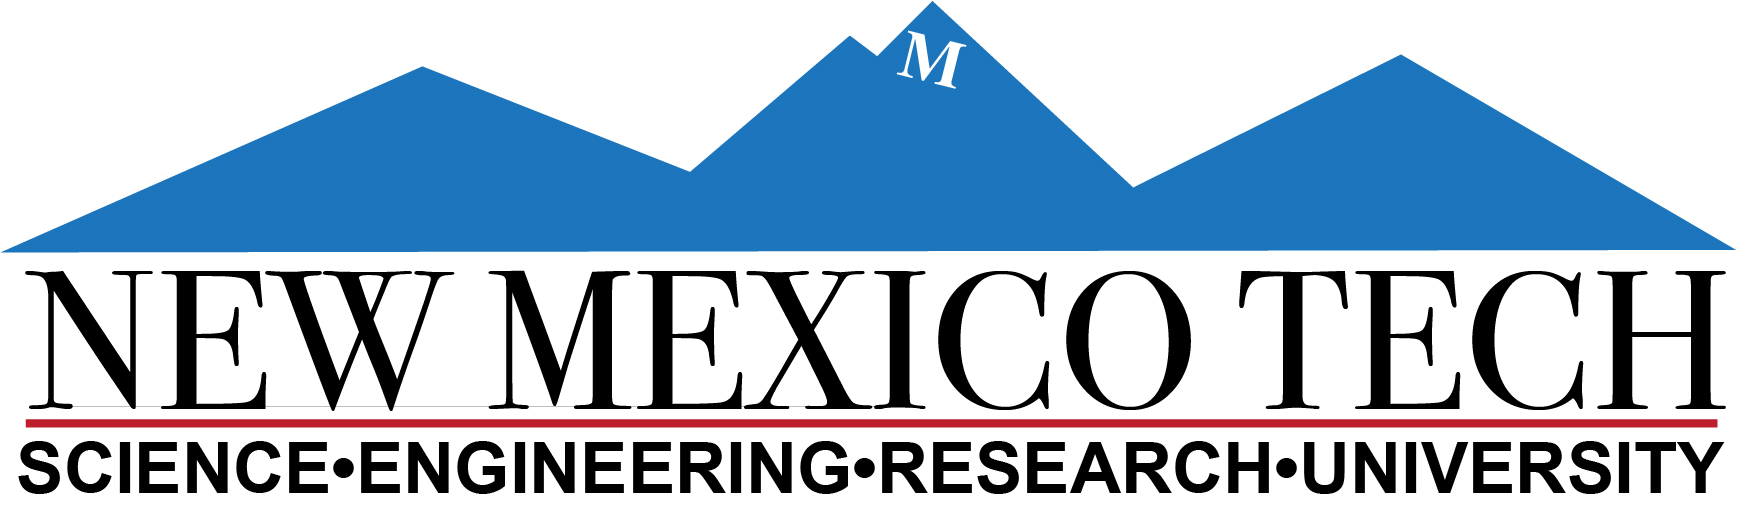 M
NEW MEXICO TECH
SCIENCE•ENGINEERING•RESEARCH•UNIVERSITY